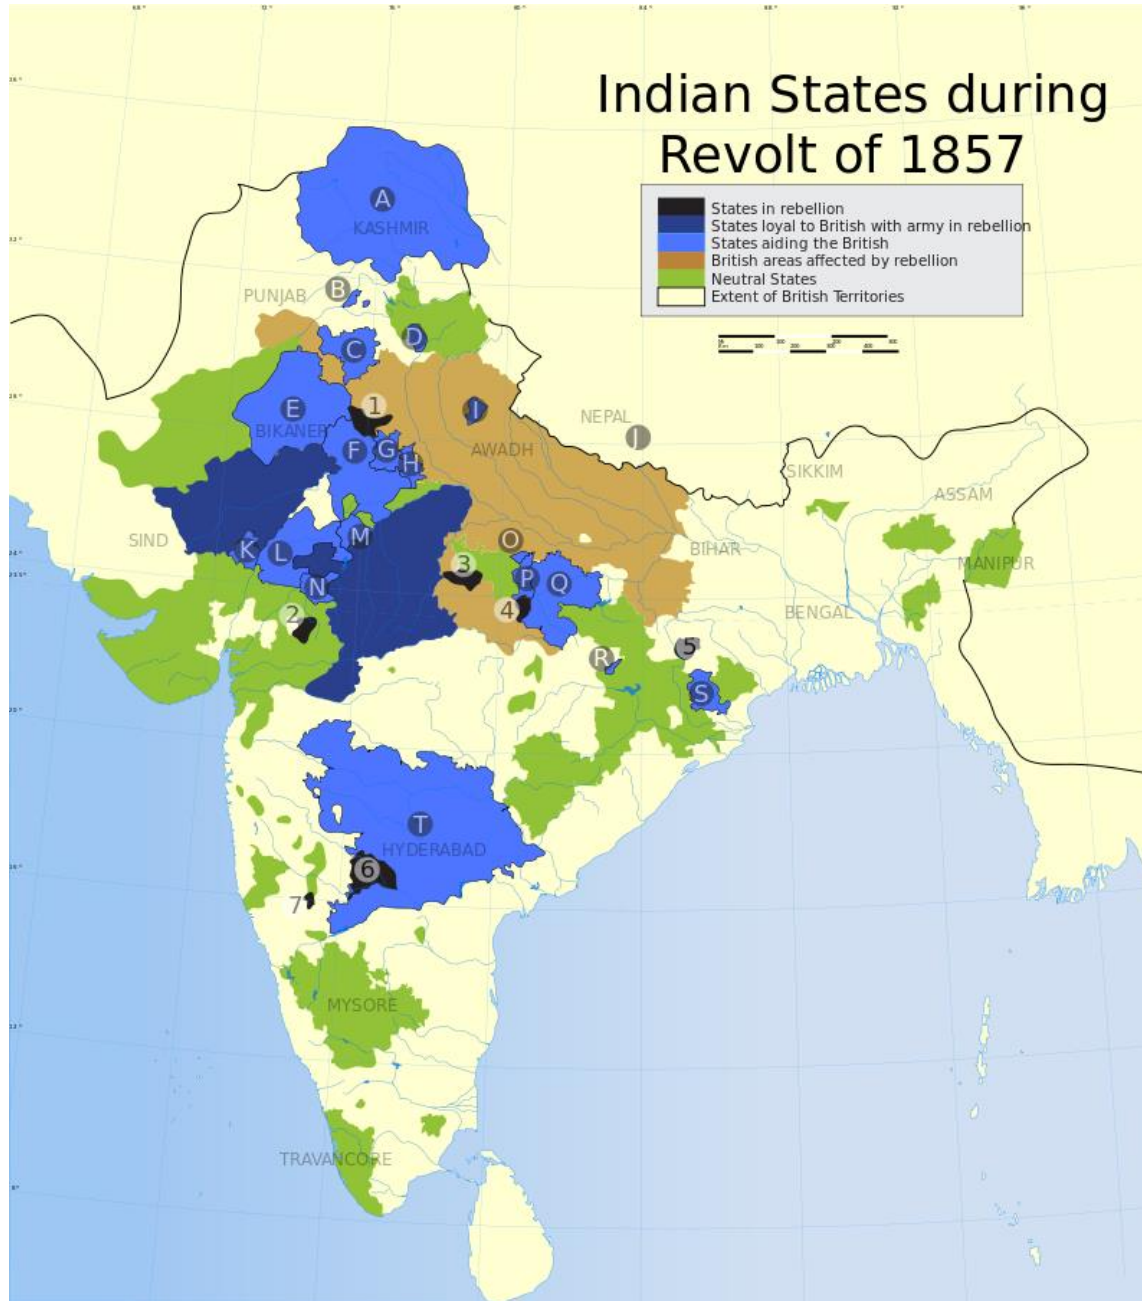 Indian States during
Revolt of 1857
States in rebellion
States loyal to British with army in rebellion
States aiding the British
British areas affected by rebellion
Neutral States
Extent of British Territories
A
KASHMIR
B
PUNJAB
C
D
E
BIKANER
1
F
G
H
I
AWADH
NEPAL
J
SIKKIM
ASSAM
SIND
K
L
M
N
O
BIHAR
MANIPUR
3
P
Q
2
4
BENGAL
R
5
S
T
HYDERABAD
6
7
MYSORE
TRAVANCORE